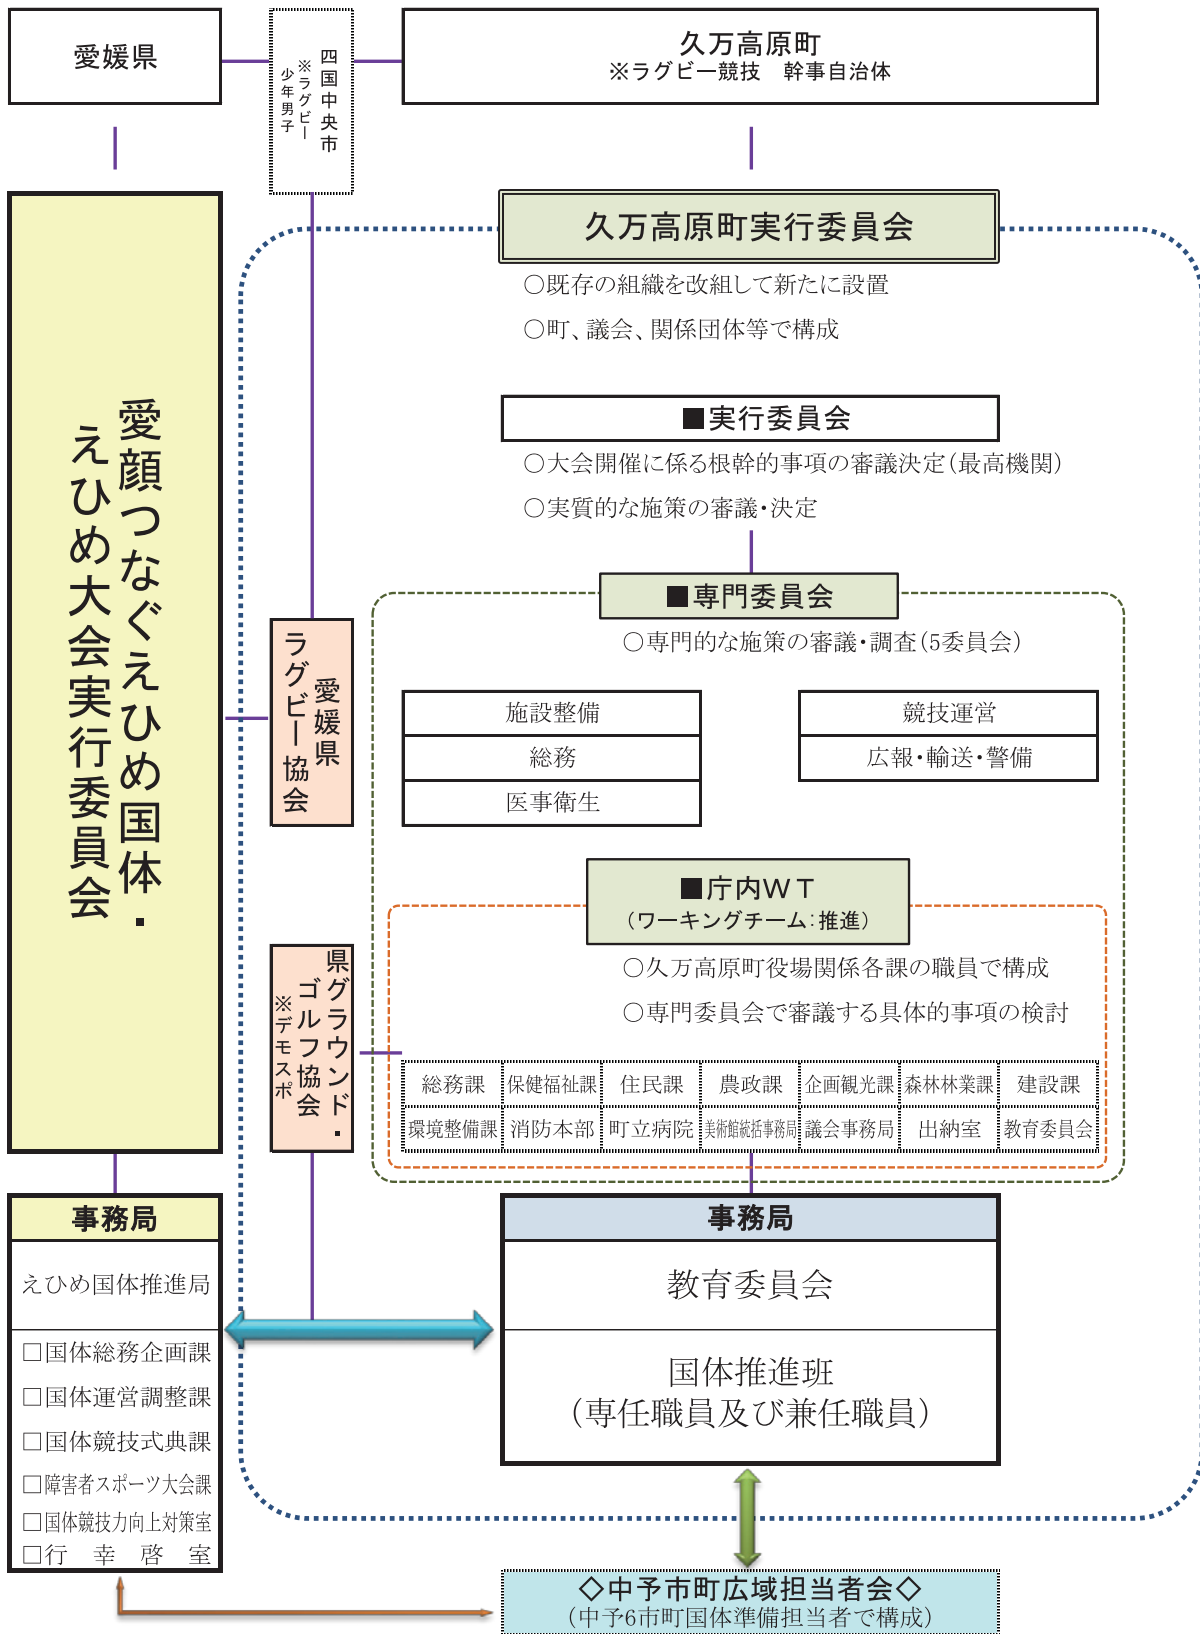 愛媛県
四国中央市
※ラグビー
少年男子
久万高原町
※ラグビー競技　幹事自治体
愛顔つなぐえひめ国体・
えひめ大会実行委員会
久万高原町実行委員会
○既存の組織を改組して新たに設置
○町、議会、関係団体等で構成
■実行委員会
○大会開催に係る根幹的事項の審議決定(最高機関)
○実質的な施策の審議・決定
■専門委員会
○専門的な施策の審議・調査(5委員会)
施設整備
総務
医事衛生
競技運営
広報・輸送・警備
愛媛県
ラグビー協会
■庁内WT
(ワーキングチーム:推進)
○久万高原町役場関係各課の職員で構成
○専門委員会で審議する具体的事項の検討
県グラウンド・
ゴルフ協会
※デモスポ
総務課 保健福祉課 住民課 農政課 企画観光課 森林林業課 建設課
環境整備課 消防本部 町立病院 美術館統括事務局 議会事務局 出納室 教育委員会
事務局
えひめ国体推進局
□国体総務企画課
□国体運営調整課
□国体競技式典課
□障害者スポーツ大会課
□国体競技力向上対策室
□行　幸　啓　室
事務局
教育委員会
国体推進班
(専任職員及び兼任職員)
◇中予市町広域担当者会◇
(中予6市町国体準備担当者で構成)